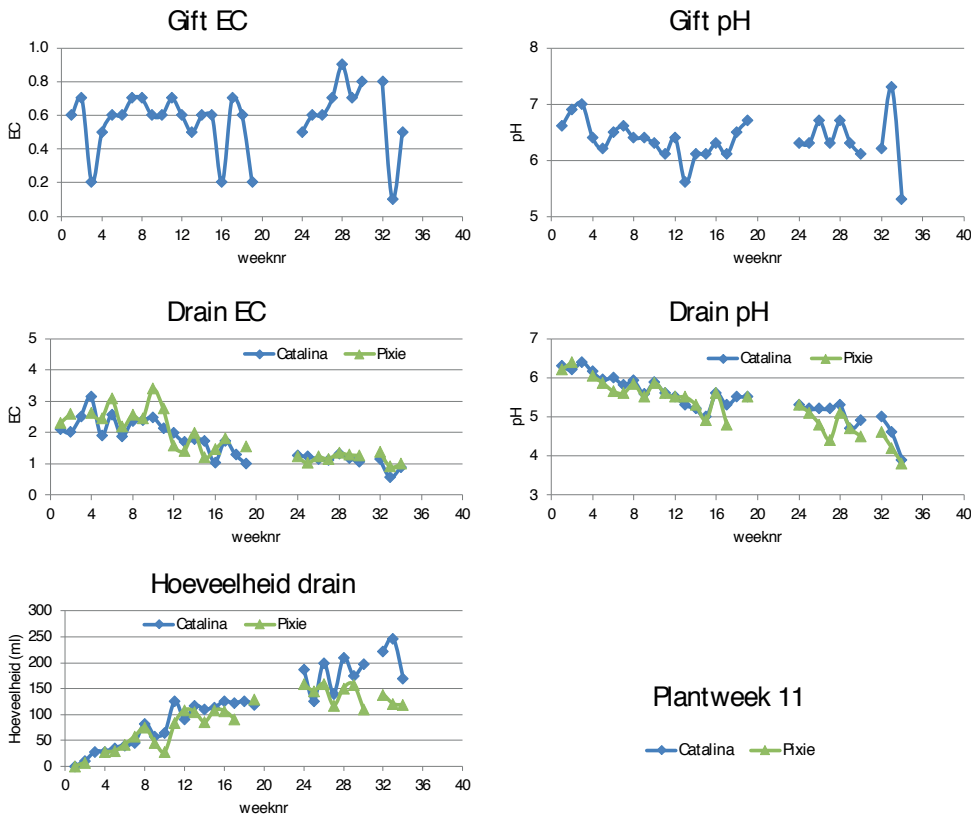 Gift EC
EC
1.0
0.8
0.6
0.4
0.2
0.0
0 4 8 12 16 20 24 28 32 36 40
weeknr
Gift pH
pH
8
7
6
5
0 4 8 12 16 20 24 28 32 36 40
weeknr
Drain EC
Catalina Pixie
EC
5
4
3
2
1
0
0 4 8 12 16 20 24 28 32 36 40
weeknr
Drain pH
Catalina Pixie
pH
7
6
5
4
3
0 4 8 12 16 20 24 28 32 36 40
weeknr
Hoeveelheid drain
Catalina Pixie
Hoeveelheid (ml)
300
250
200
150
100
50
0
0 4 8 12 16 20 24 28 32 36 40
weeknr
Plantweek 11
Catalina Pixie